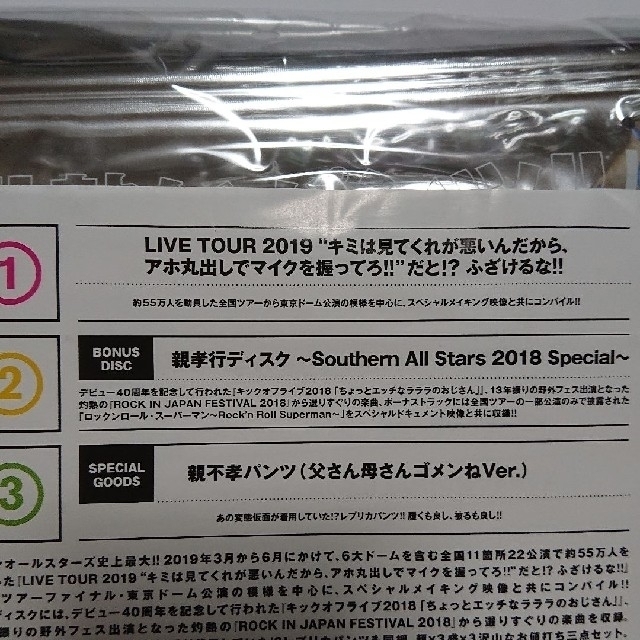 1
LIVE TOUR 2019 “キミは見てくれが悪いんだから、
アホ丸出しでマイクを握ってろ!!”だと!? ふざけるな!!
約55万人を動員した全国ツアーから東京ドーム公演の模様を中心に、スペシャルメイキング映像と共にコンパイル!!
2
BONUS
DISC
親孝行ディスク ～Southern All Stars 2018 Special～
デビュー40周年を記念して行われた『キックオフライブ2018「ちょっとエッチなラララのおじさん」』、13年振りの野外フェス出演となった
灼熱の『ROCK IN JAPAN FESTIVAL 2018』から選りすぐりの楽曲、ボーナストラックには全国ツアーの一部公演のみで披露された
「ロックンロール・スーパーマン～Rock'n Roll Superman～」をスペシャルドキュメント映像と共に収録!!
3
SPECIAL
GOODS
親不孝パンツ（父さん母さんゴメンねVer.）
あの変態仮面が着用していた!?レプリカパンツ!! 履くも良し、被るも良し!!
オールスターズ史上最大!! 2019年3月から6月にかけて、6大ドームを含む全国11箇所22公演で約55万人を
った『LIVE TOUR 2019 “キミは見てくれが悪いんだから、アホ丸出しでマイクを握ってろ!!”だと!? ふざけるな!!』
ツアーファイナル・東京ドーム公演の模様を中心に、スペシャルメイキング映像と共にコンパイル!!
ディスクには、デビュー40周年を記念して行われた『キックオフライブ2018「ちょっとエッチなラララのおじさん」』
振りの野外フェス出演となった灼熱の『ROCK IN JAPAN FESTIVAL 2018』から選りすぐりの楽曲を収録。